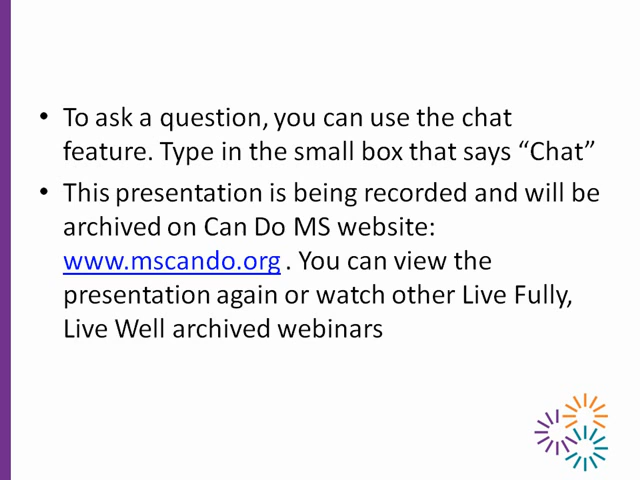 • To ask a question, you can use the chat
feature. Type in the small box that says “Chat”
• This presentation is being recorded and will be
archived on Can Do MS website:
www.mscando.org . You can view the
presentation again or watch other Live Fully,
Live Well archived webinars